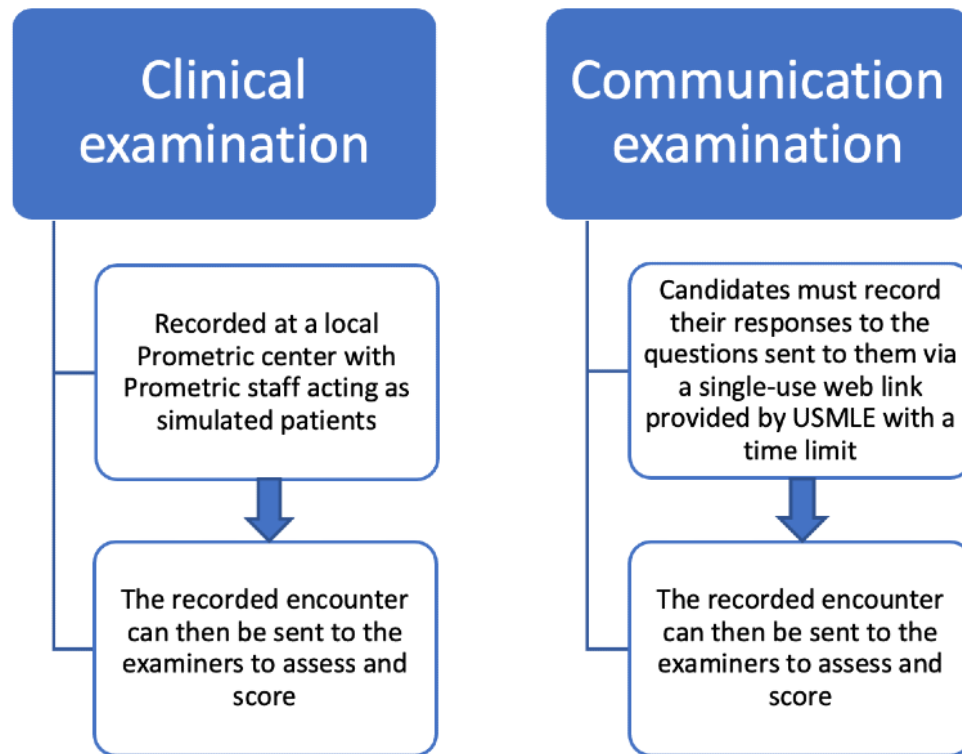 Clinical
examination
Recorded at a local
Prometric center with
Prometric staff acting as
simulated patients
The recorded encounter
can then be sent to the
examiners to assess and
score
Communication
examination
Candidates must record
their responses to the
questions sent to them via
a single-use web link
provided by USMLE with a
time limit
The recorded encounter
can then be sent to the
examiners to assess and
score